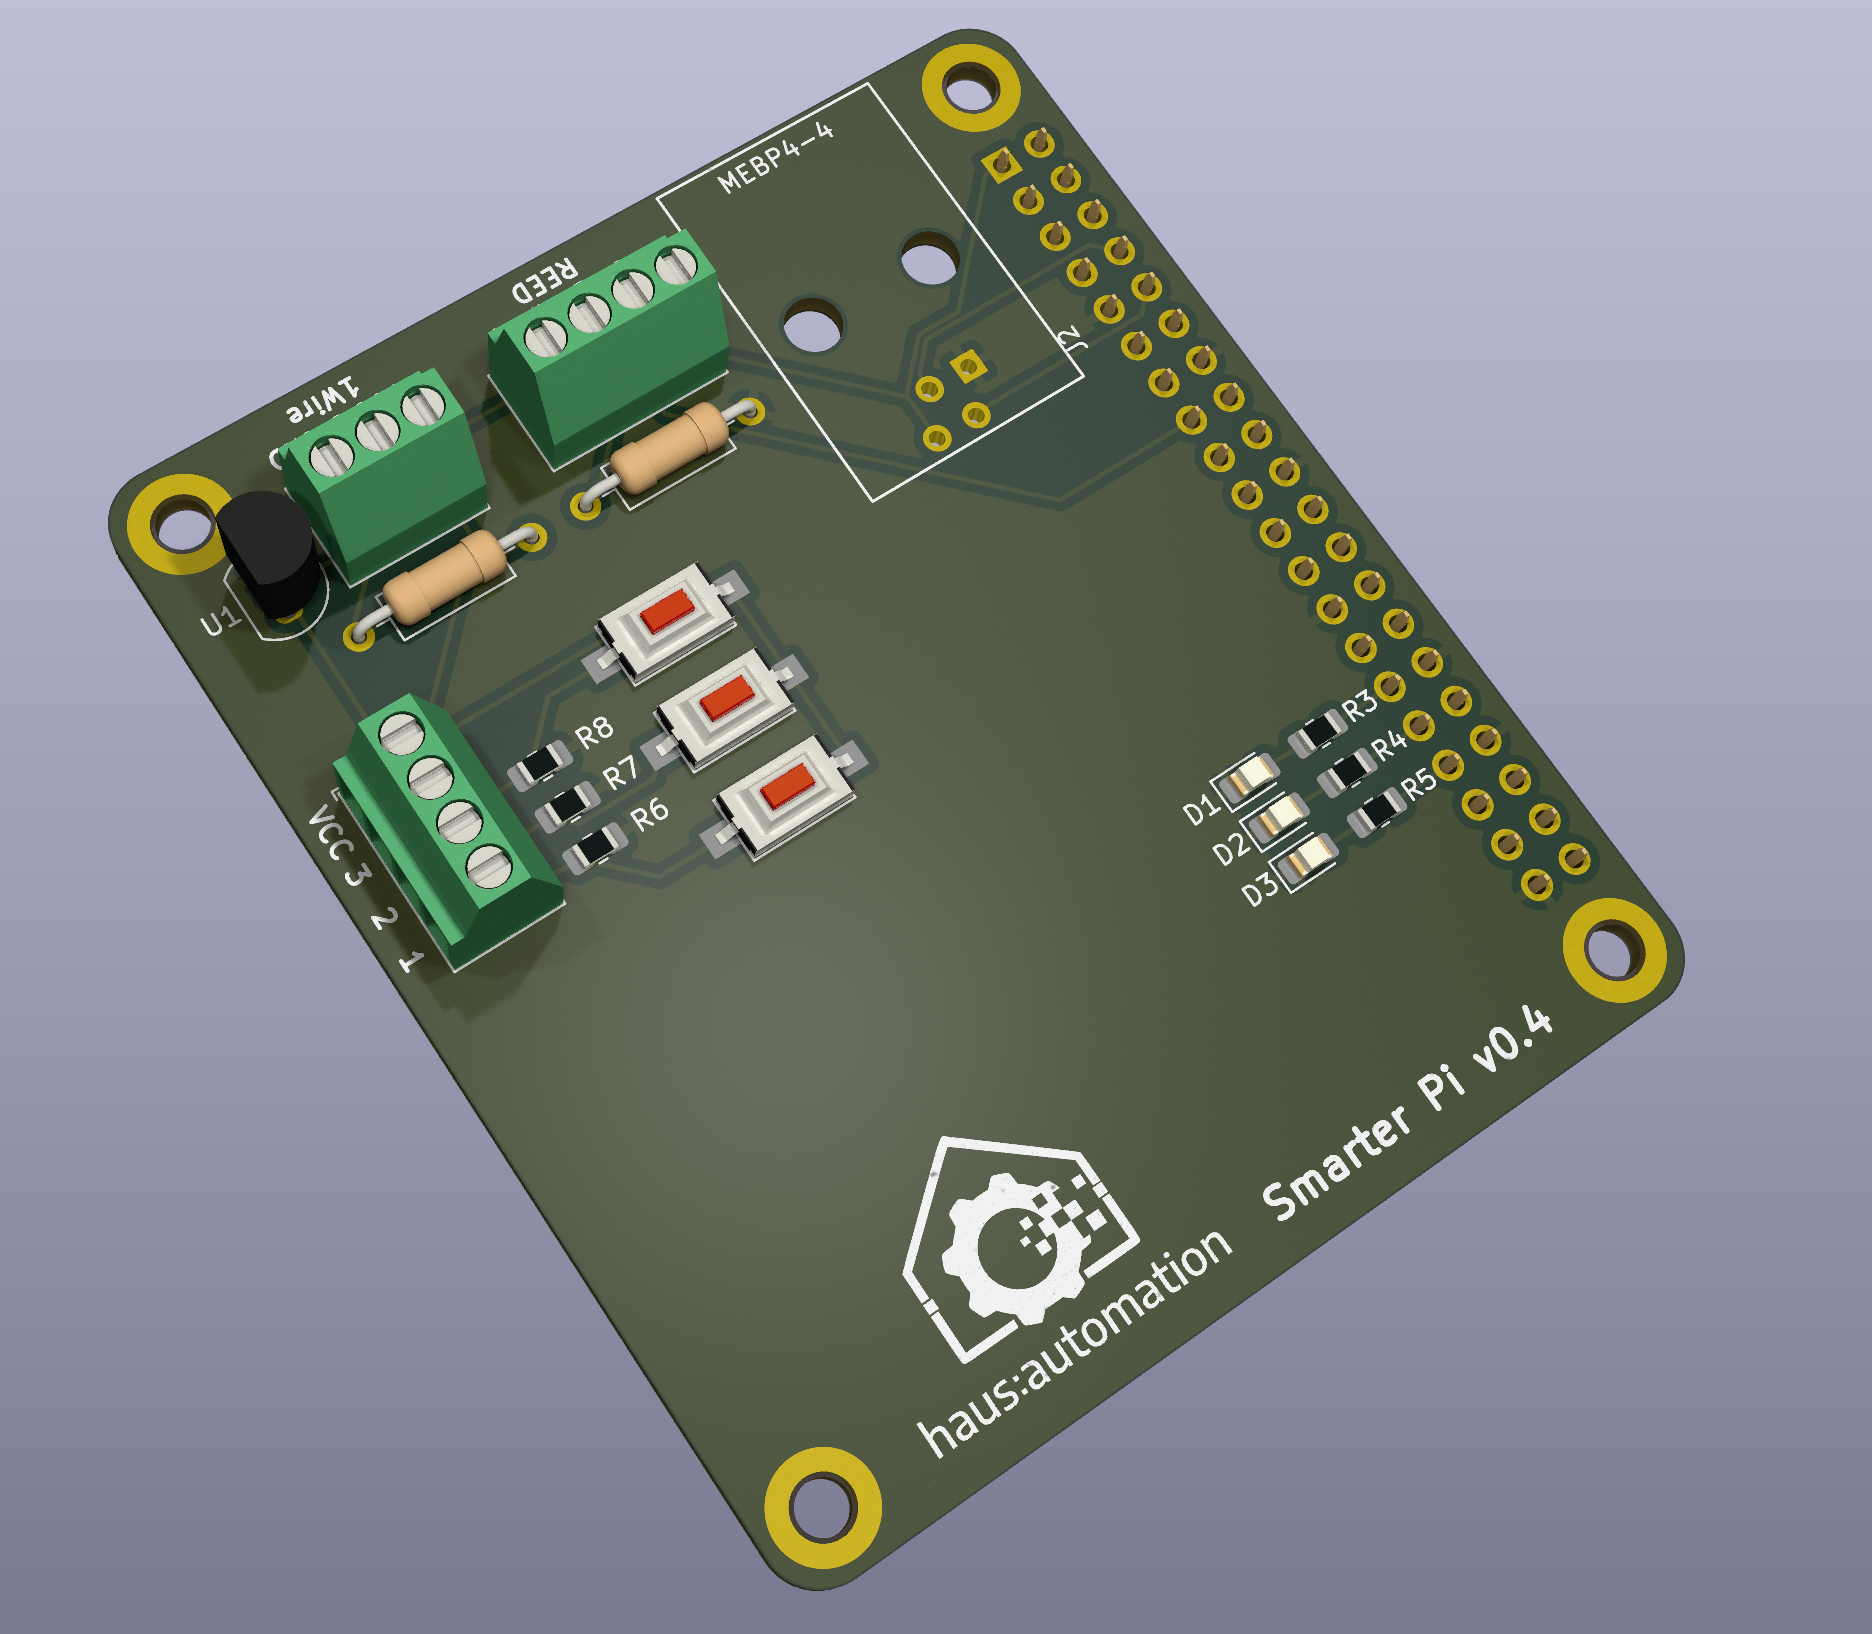 MEBP4-4
REED
1Wire
J2
U1
R8
R7
R6
VCC 3 2 1
R3
R4
R5
D1
D2
D3
Smarter Pi v0.4
haus:automation